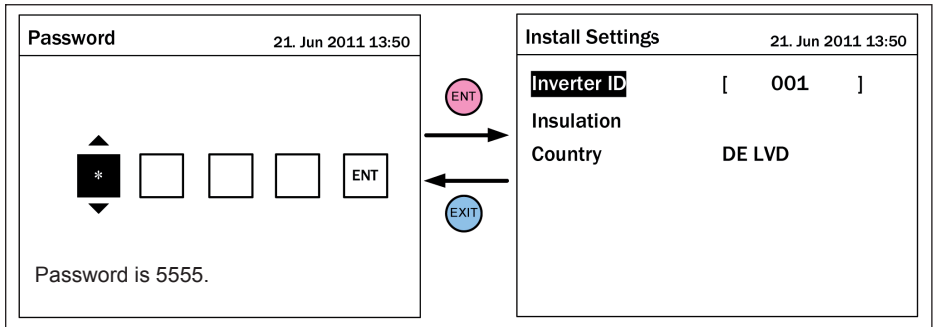 Password 21. Jun 2011 13:50
*
ENT
Password is 5555.
ENT
EXIT
Install Settings 21. Jun 2011 13:50
Inverter ID [ 001 ]
Insulation
Country DE LVD